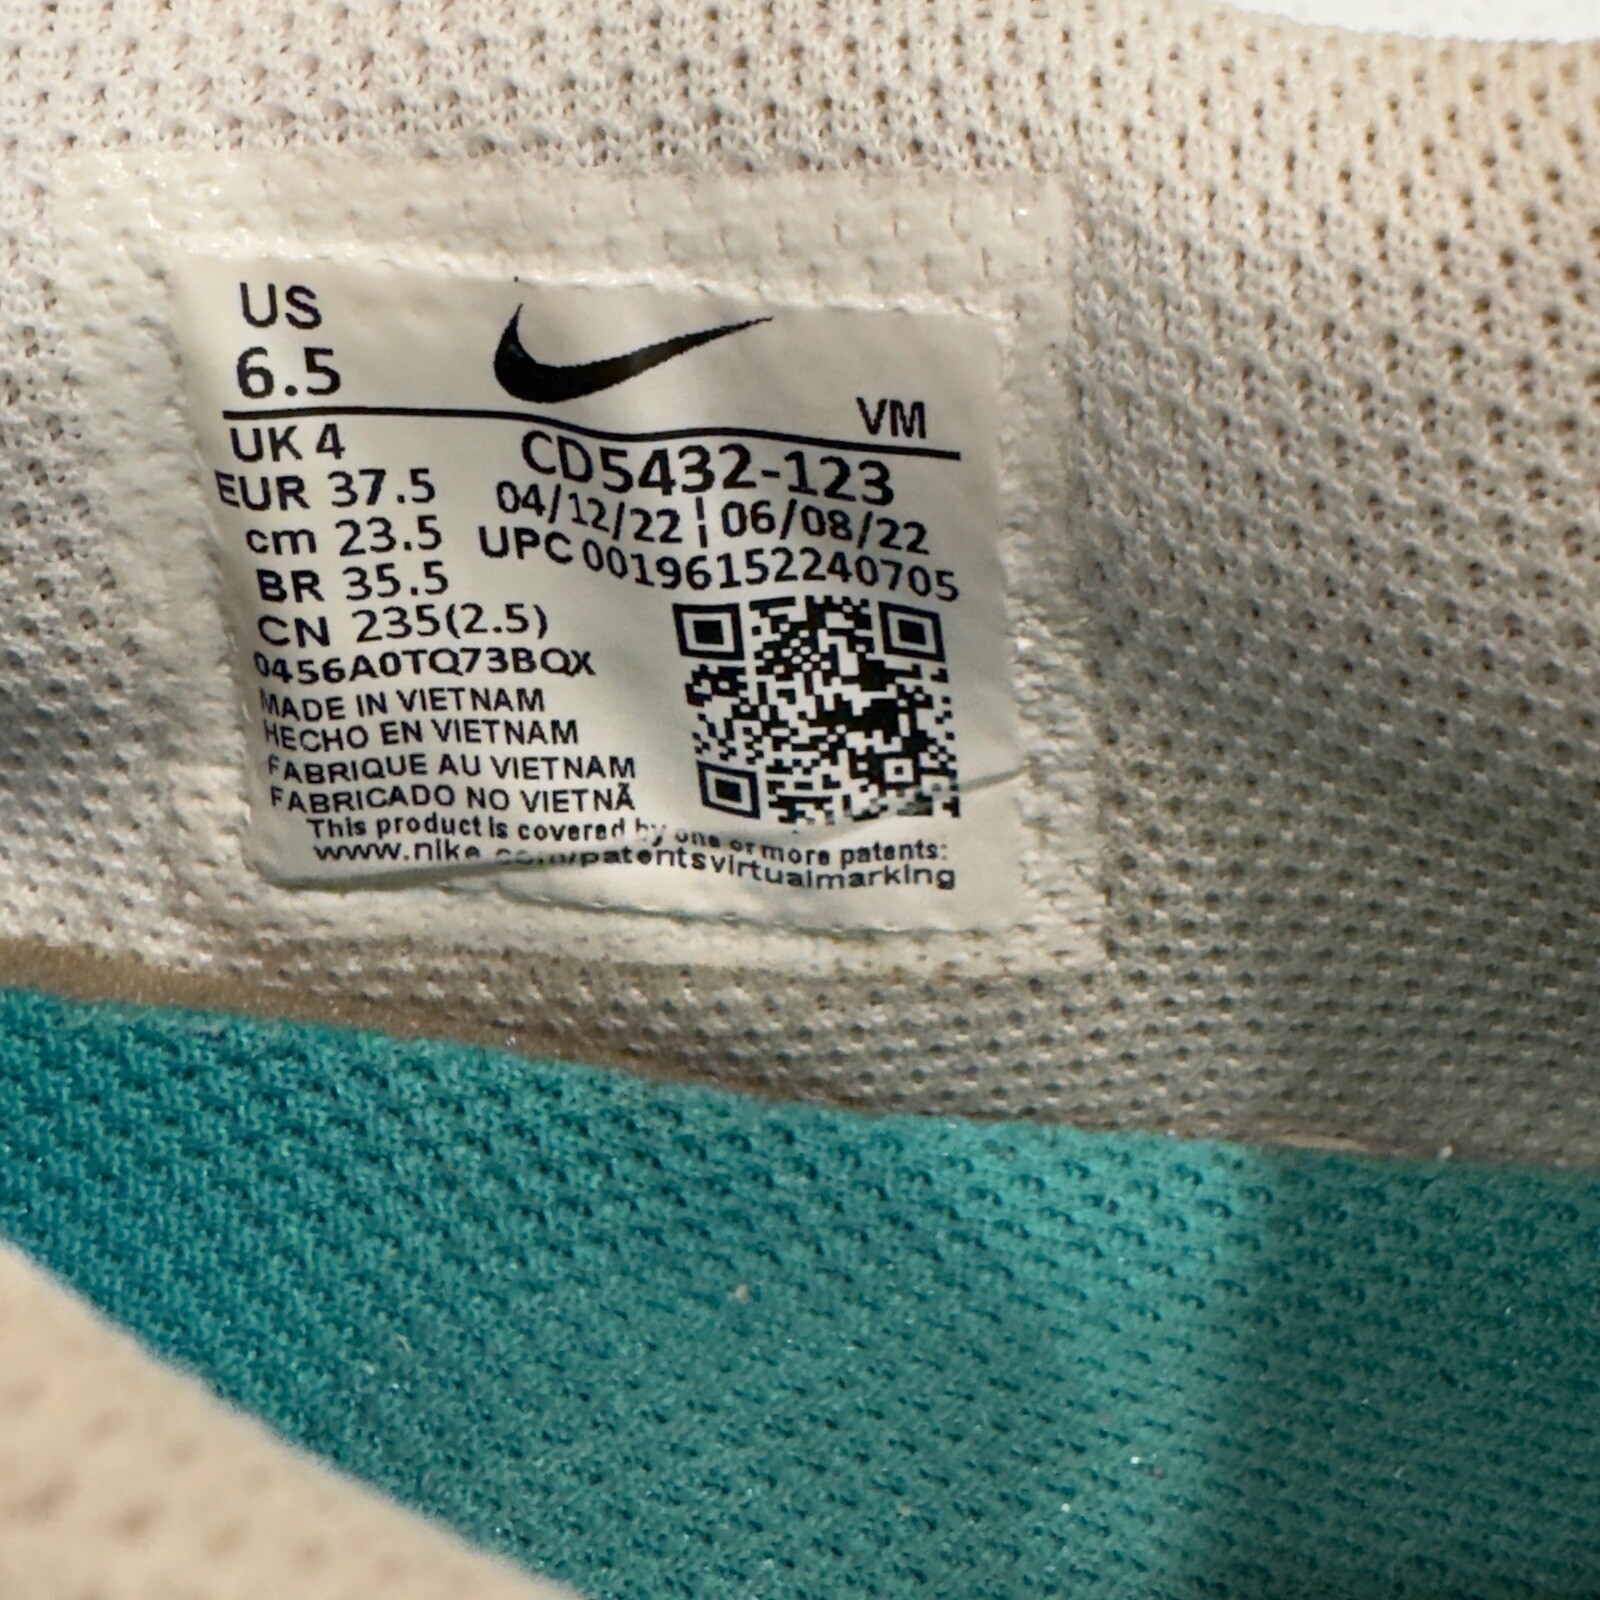 US
6.5
VM
UK 4
EUR 37.5
cm 23.5
BR 35.5
CN 235(2.5)
CD5432-123
04/12/22 ¦ 06/08/22
UPC 00196152240705
0456A0TQ73BQX
MADE IN VIETNAM
HECHO EN VIETNAM
FABRIQUE AU VIETNAM
FABRICADO NO VIETNÃ
This product is covered by one or more patents:
www.nike.com/patentsvirtualmarking